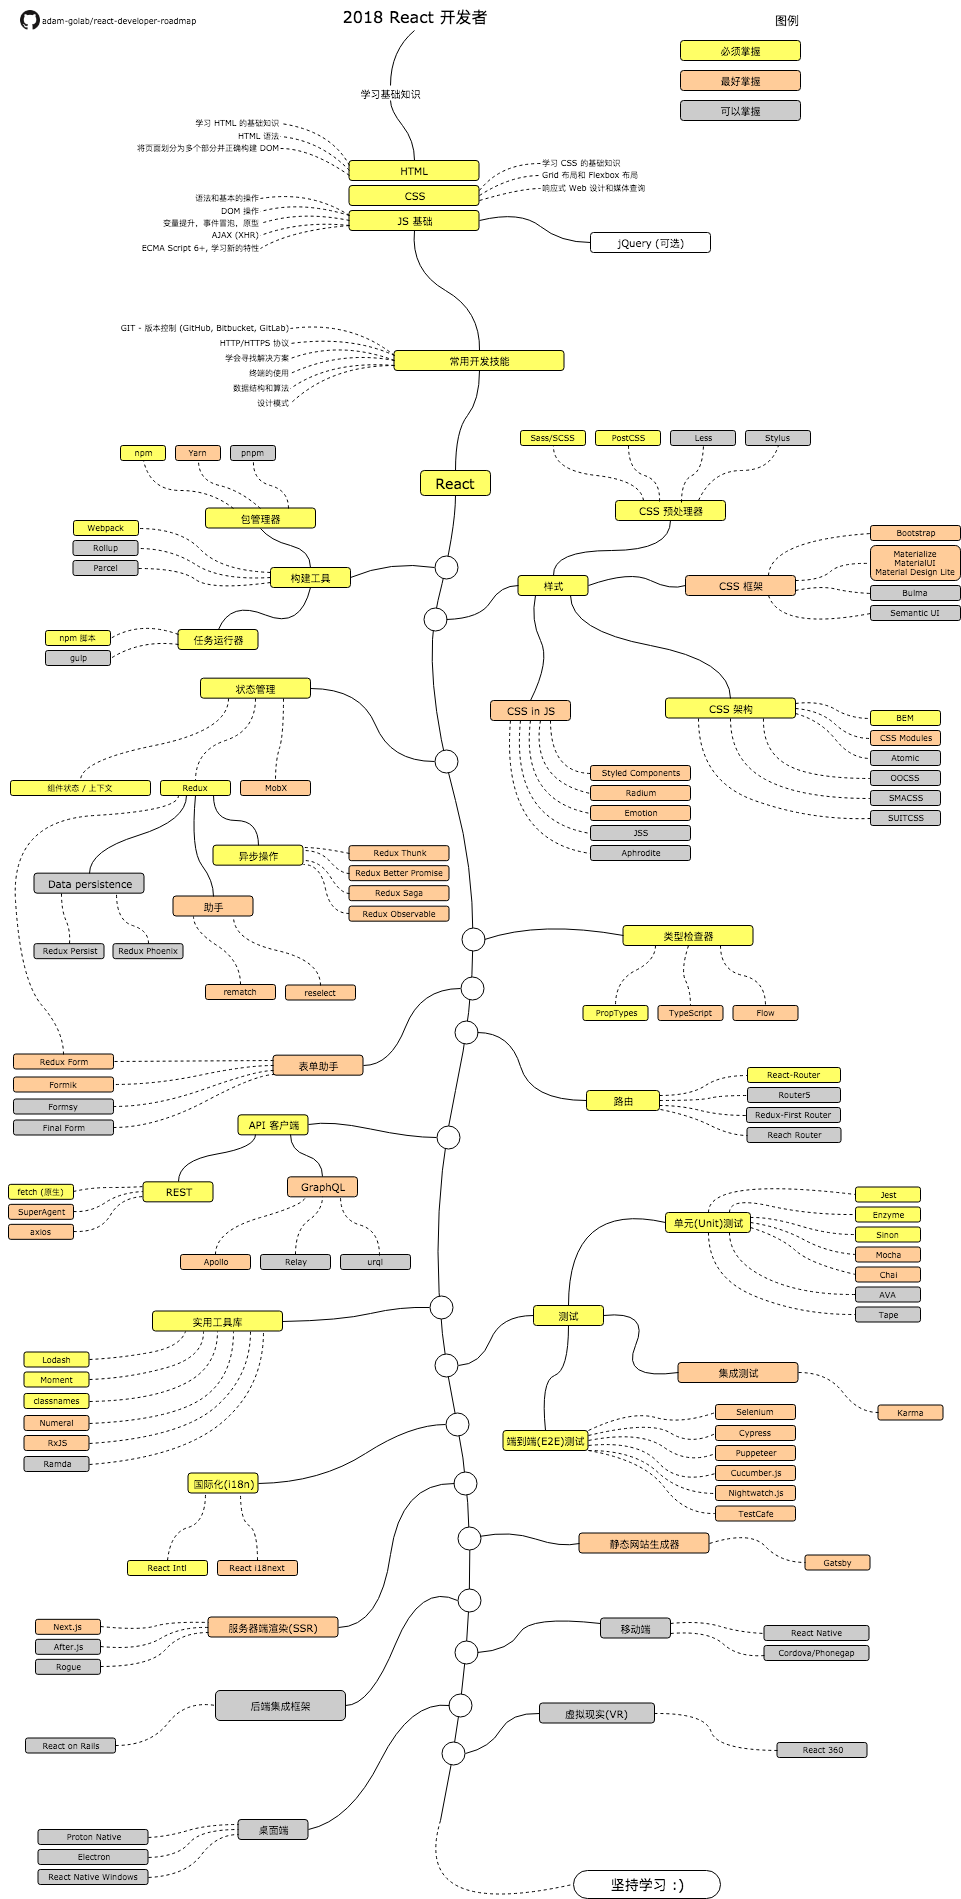 adam-golab/react-developer-roadmap
2018 React 开发者
图例
必须掌握
最好掌握
可以掌握
学习基础知识
学习 HTML 的基础知识
HTML 语法
将页面划分为多个部分并正确构建 DOM
HTML
CSS
JS 基础
学习 CSS 的基础知识
Grid 布局和 Flexbox 布局
响应式 Web 设计和媒体查询
语法和基本的操作
DOM 操作
变量提升，事件冒泡，原型
AJAX (XHR)
ECMA Script 6+, 学习新的特性
jQuery (可选)
GIT - 版本控制 (GitHub, Bitbucket, GitLab)
HTTP/HTTPS 协议
学会寻找解决方案
终端的使用
数据结构和算法
设计模式
常用开发技能
React
npm
Yarn
pnpm
包管理器
Webpack
Rollup
Parcel
构建工具
任务运行器
npm 脚本
gulp
Sass/SCSS
PostCSS
Less
Stylus
CSS 预处理器
样式
CSS 框架
Bootstrap
Materialize
MaterialUI
Material Design Lite
Bulma
Semantic UI
CSS in JS
Styled Components
Radium
Emotion
JSS
Aphrodite
CSS 架构
BEM
CSS Modules
Atomic
OOCSS
SMACSS
SUITCSS
状态管理
组件状态 / 上下文
Redux
MobX
异步操作
Redux Thunk
Redux Better Promise
Redux Saga
Redux Observable
Data persistence
Redux Persist
Redux Phoenix
助手
rematch
reselect
类型检查器
PropTypes
TypeScript
Flow
表单助手
Redux Form
Formik
Formsy
Final Form
路由
React-Router
Router5
Redux-First Router
Reach Router
API 客户端
REST
fetch (原生)
SuperAgent
axios
GraphQL
Apollo
Relay
urql
实用工具库
Lodash
Moment
classnames
Numeral
RxJS
Ramda
测试
单元(Unit)测试
Jest
Enzyme
Sinon
Mocha
Chai
AVA
Tape
集成测试
Karma
端到端(E2E)测试
Selenium
Cypress
Puppeteer
Cucumber.js
Nightwatch.js
TestCafe
国际化(i18n)
React Intl
React i18next
静态网站生成器
Gatsby
服务器端渲染(SSR)
Next.js
After.js
Rogue
移动端
React Native
Cordova/Phonegap
后端集成框架
React on Rails
虚拟现实(VR)
React 360
桌面端
Proton Native
Electron
React Native Windows
坚持学习 :)